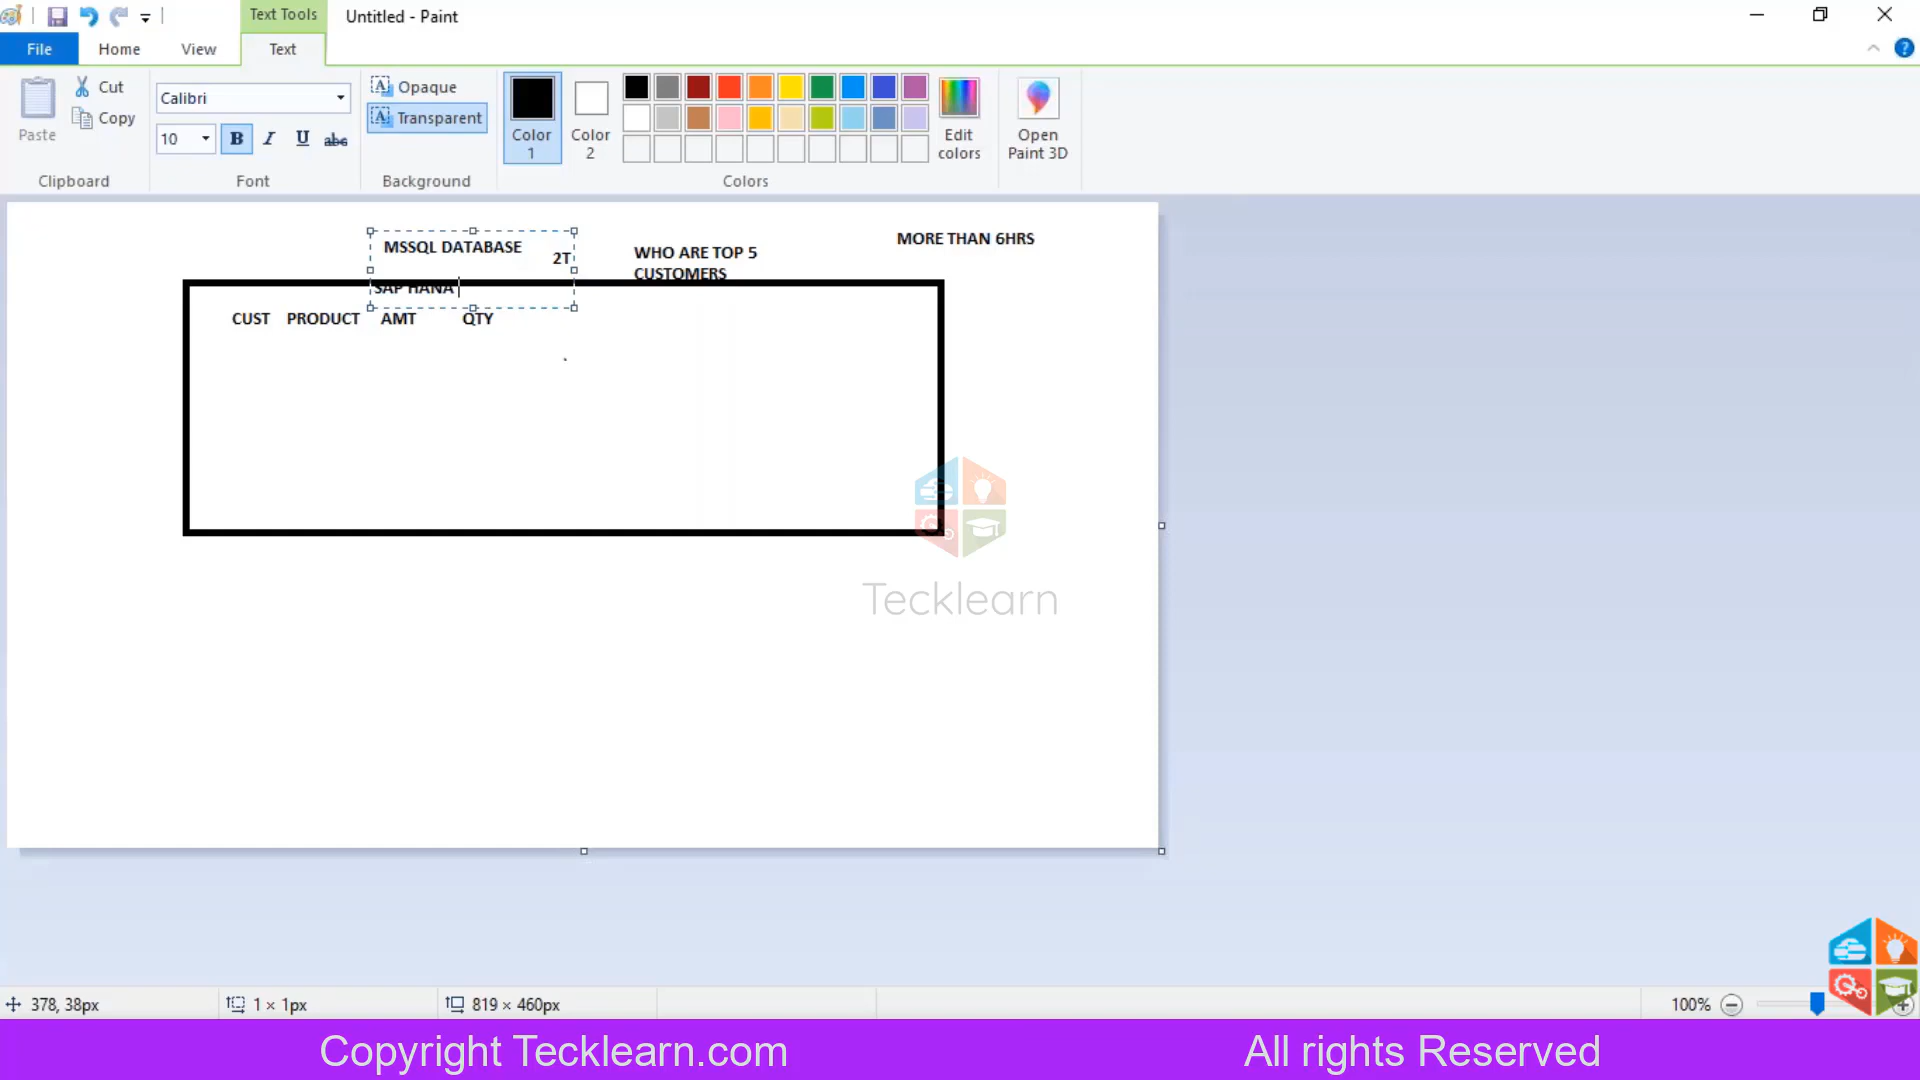 Text Tools
Untitled - Paint
File
Home
View
Text
Paste
Cut
Copy
Clipboard
Calibri
10
B I U abc
Font
Opaque
Transparent
Background
Color
1
Color
2
Colors
Edit
colors
Open
Paint 3D
MSSQL DATABASE
2T
WHO ARE TOP 5
CUSTOMERS
MORE THAN 6HRS
SAP HANA
CUST PRODUCT AMT QTY
Tecklearn
378, 38px
1 × 1px
819 × 460px
100%
Copyright Tecklearn.com
All rights Reserved